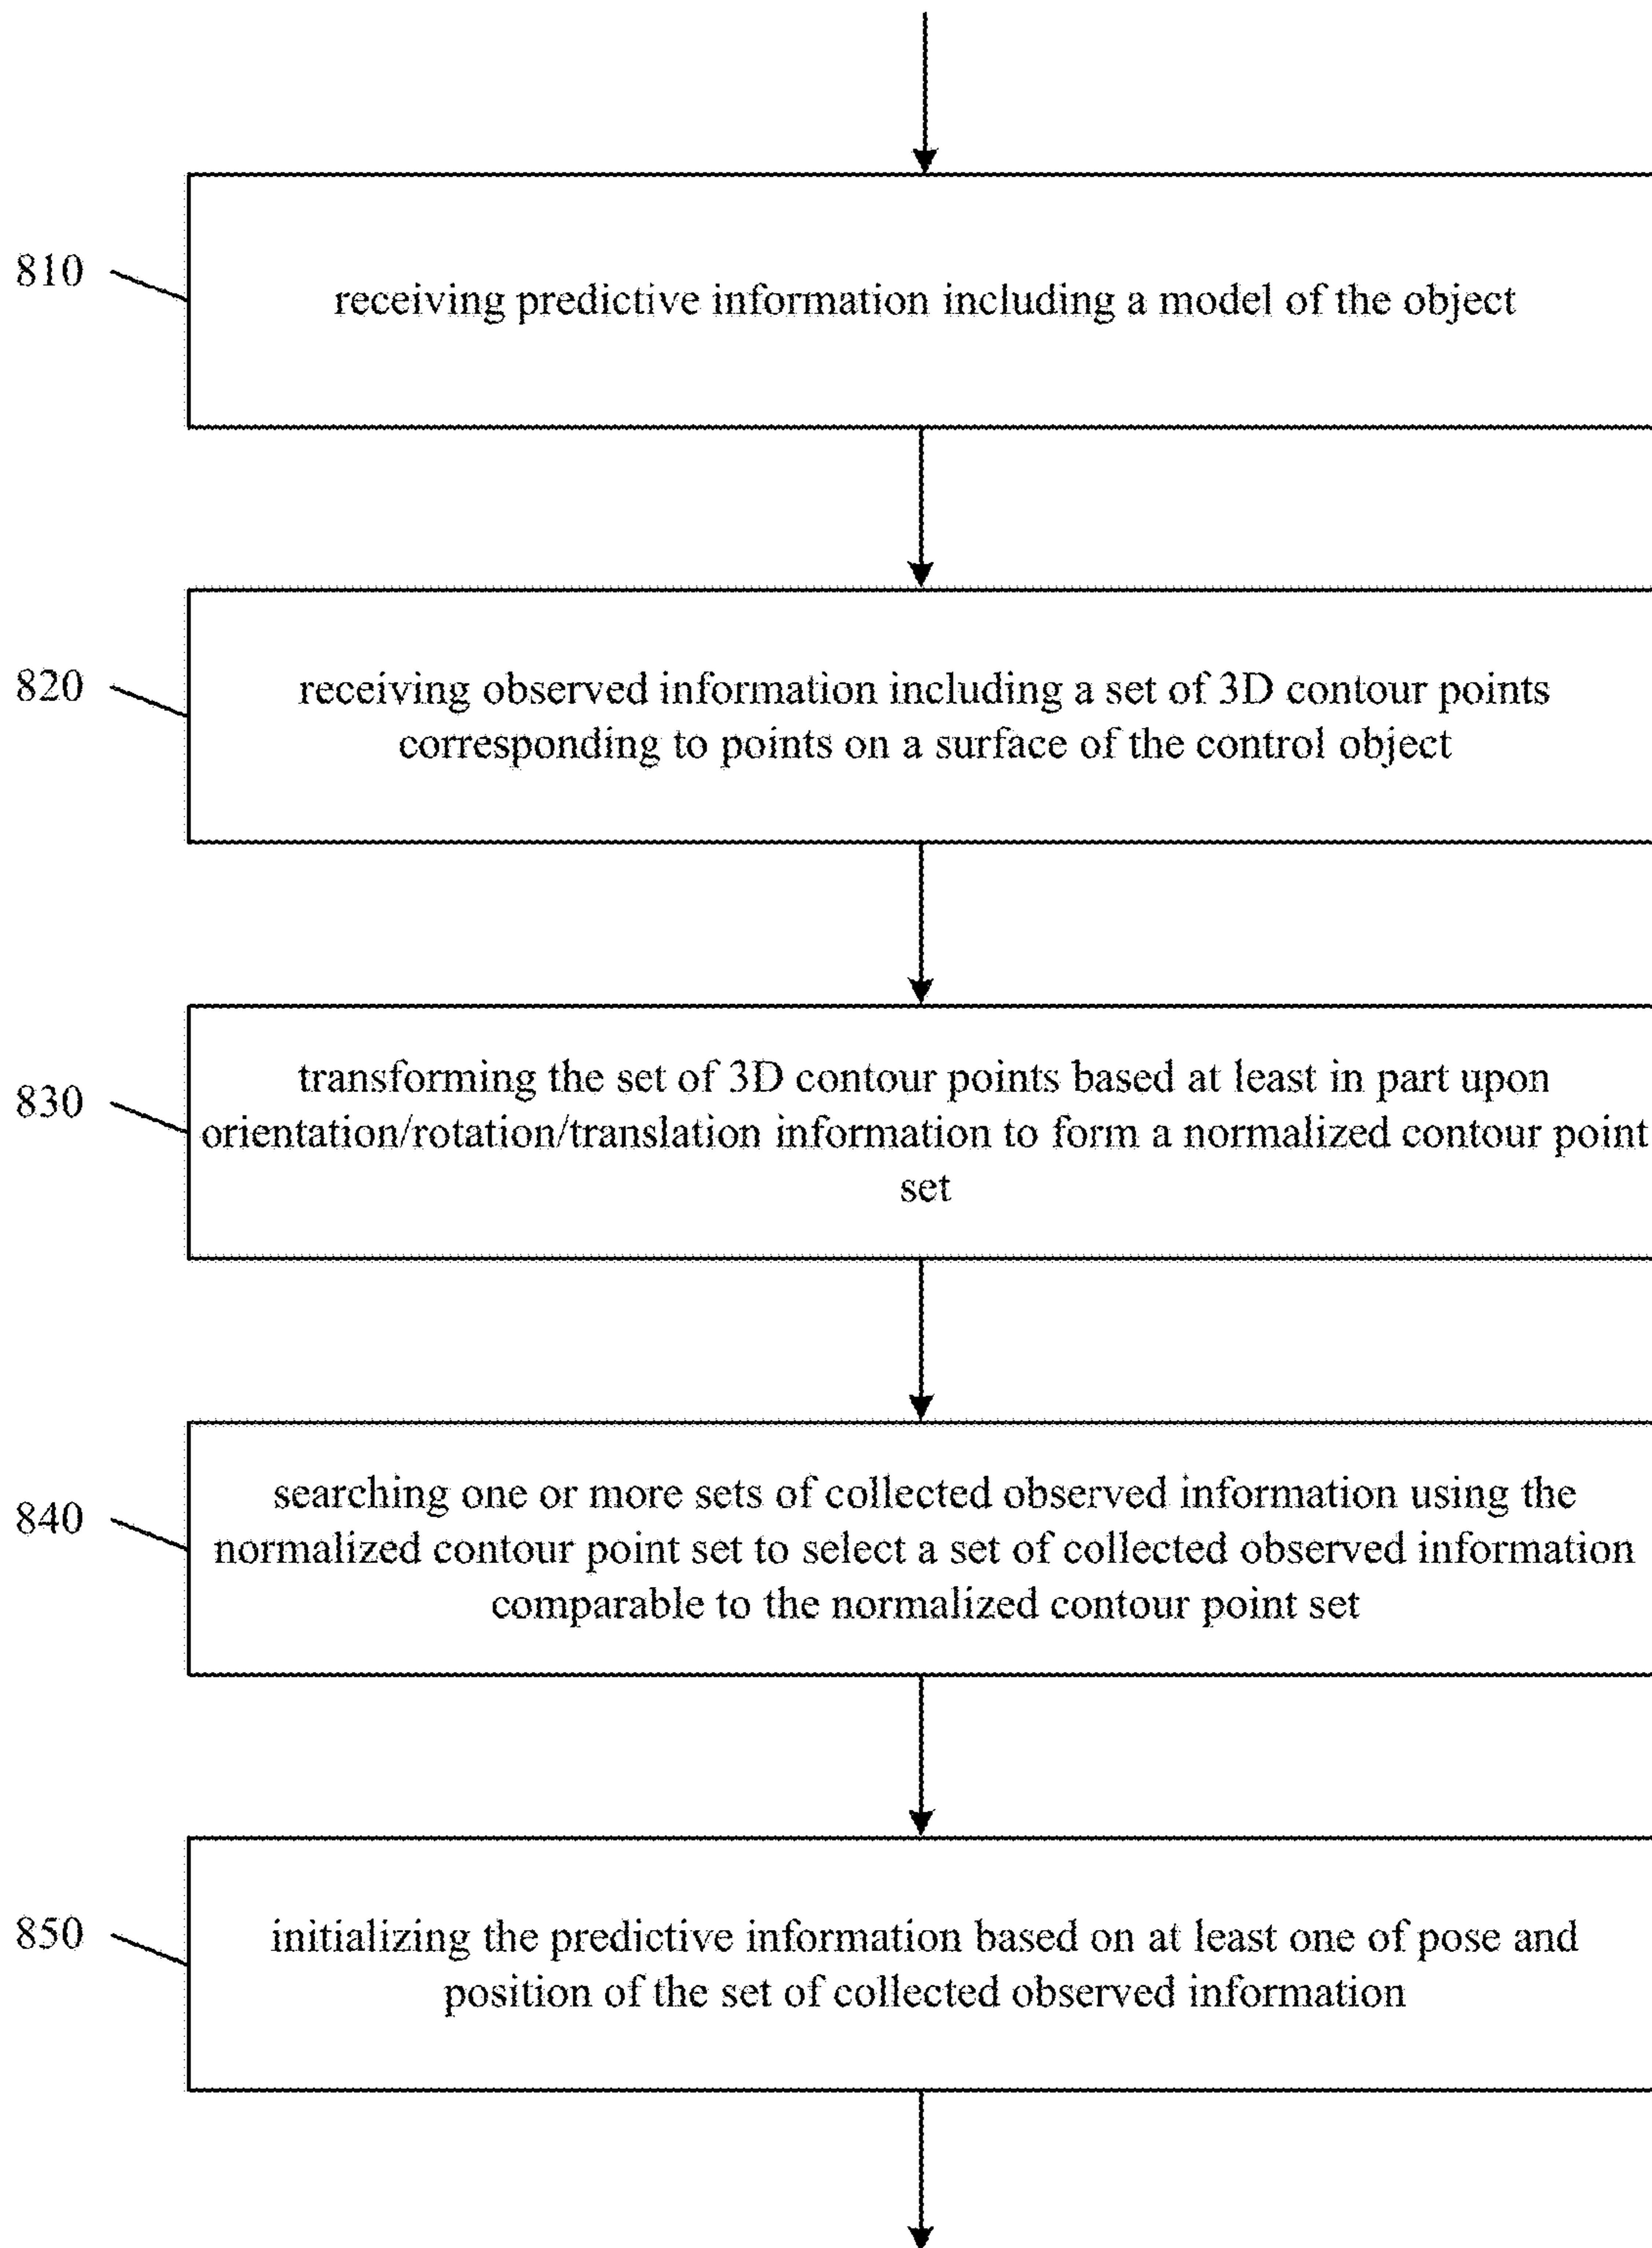 810
receiving predictive information including a model of the object
820
receiving observed information including a set of 3D contour points
corresponding to points on a surface of the control object
830
transforming the set of 3D contour points based at least in part upon
orientation/rotation/translation information to form a normalized contour point
set
840
searching one or more sets of collected observed information using the
normalized contour point set to select a set of collected observed information
comparable to the normalized contour point set
850
initializing the predictive information based on at least one of pose and
position of the set of collected observed information